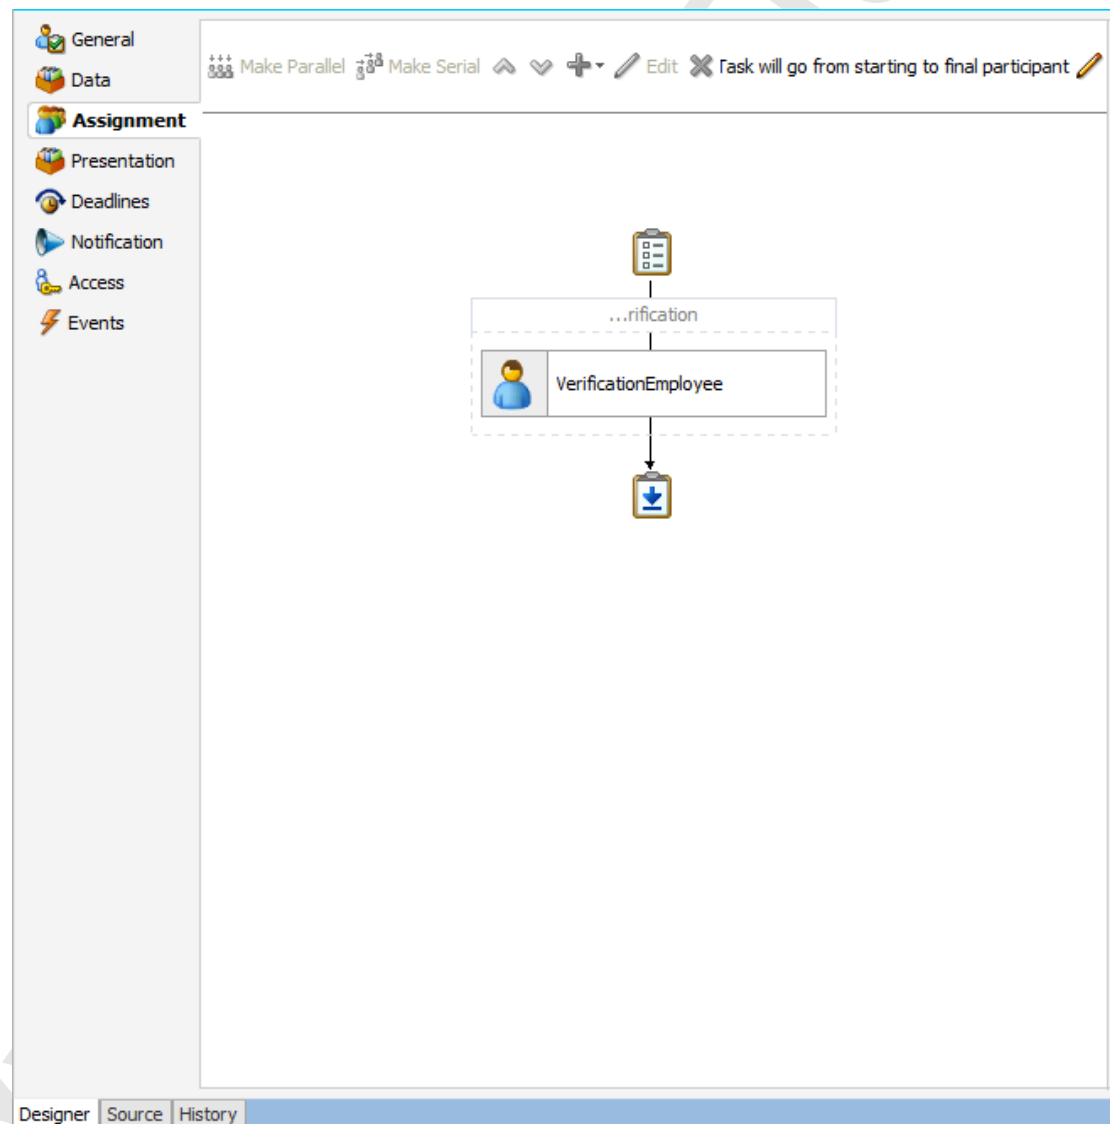 General
Data
Assignment
Presentation
Deadlines
Notification
Access
Events
Make Parallel Make Serial Edit Task will go from starting to final participant
...rification
VerificationEmployee
Designer Source History